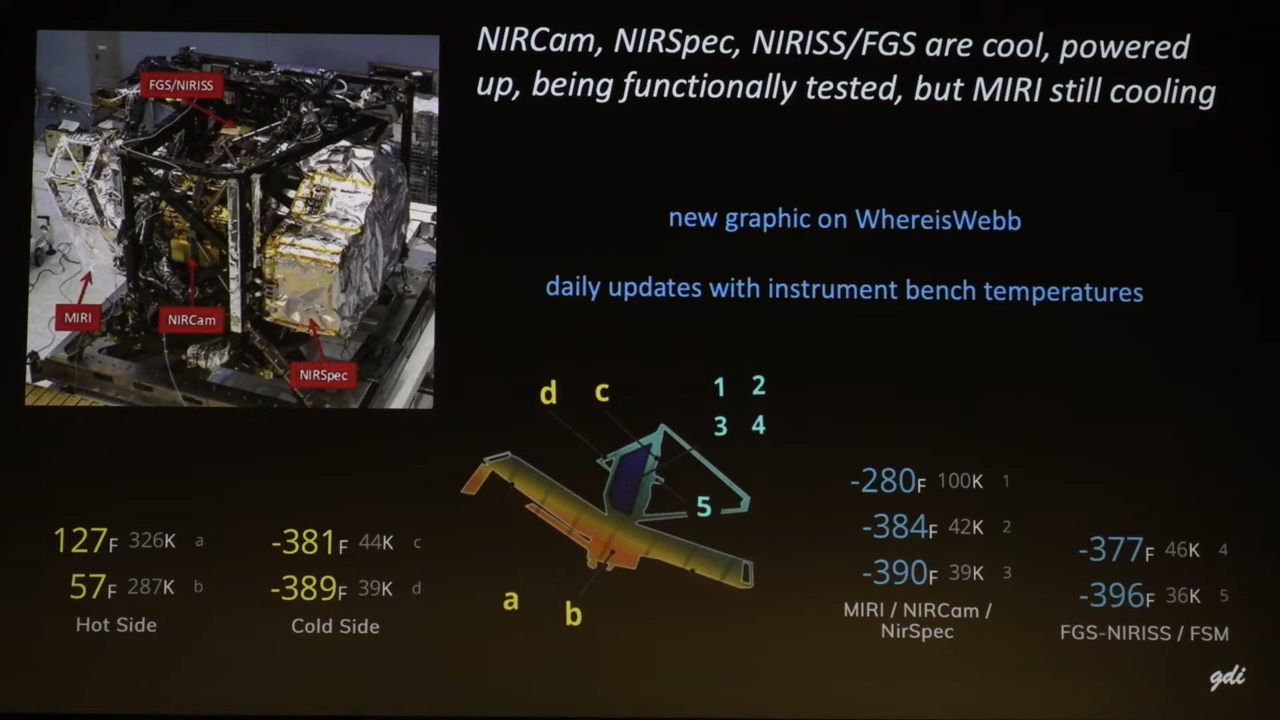 NIRCam, NIRSpec, NIRISS/FGS are cool, powered
up, being functionally tested, but MIRI still cooling
FGS/NIRISS
MIRI
NIRCam
NIRSpec
new graphic on WhereisWebb
daily updates with instrument bench temperatures
d c 1 2
3 4
5
a b
127F 326K a
57F 287K b
Hot Side
-381F 44K c
-389F 39K d
Cold Side
-280F 100K 1
-384F 42K 2
-390F 39K 3
MIRI / NIRCam /
NirSpec
-377F 46K 4
-396F 36K 5
FGS-NIRISS / FSM
gdi